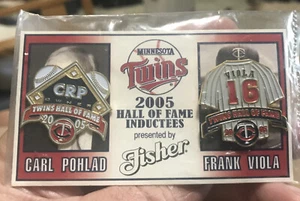 MINNESOTA
Twins
2005
HALL OF FAME
INDUCTEES
presented by
Fisher
CRP
TWINS HALL OF FAME
2005
CARL POHLAD
VIOLA
16
TWINS HALL OF FAME
FRANK VIOLA